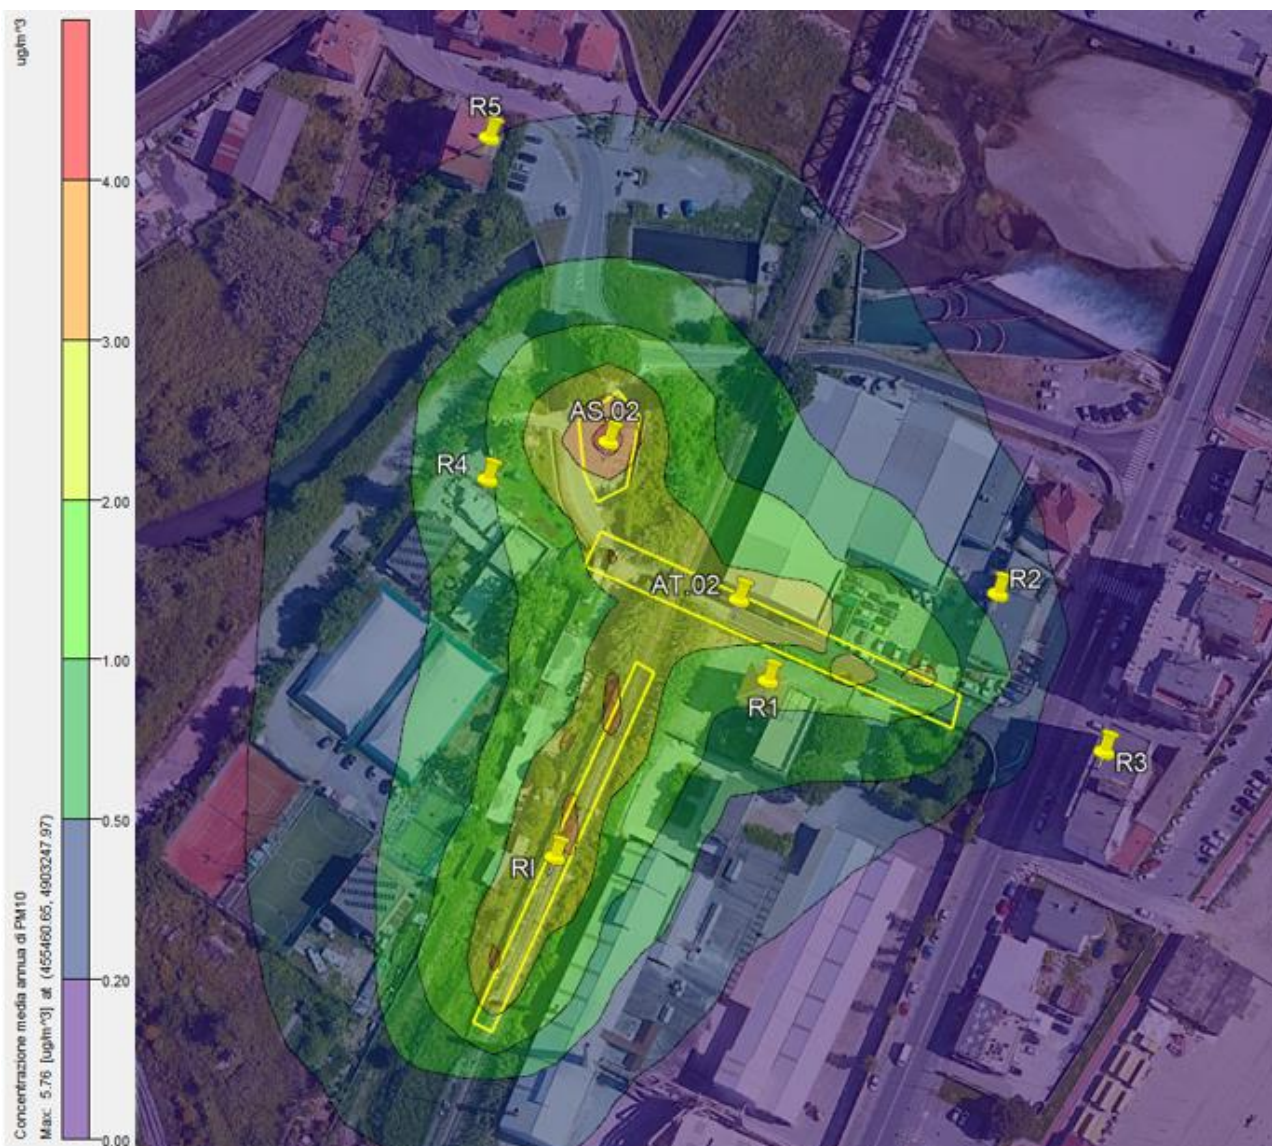 ug/m^3
4.00
3.00
2.00
1.00
0.50
0.20
0.00
Concentrazione media annua di PM10
Max: 5.76 [ug/m^3] at (455460.65, 4903247.97)
R5
AS.02
R4
AT.02
R2
R1
R3
RI